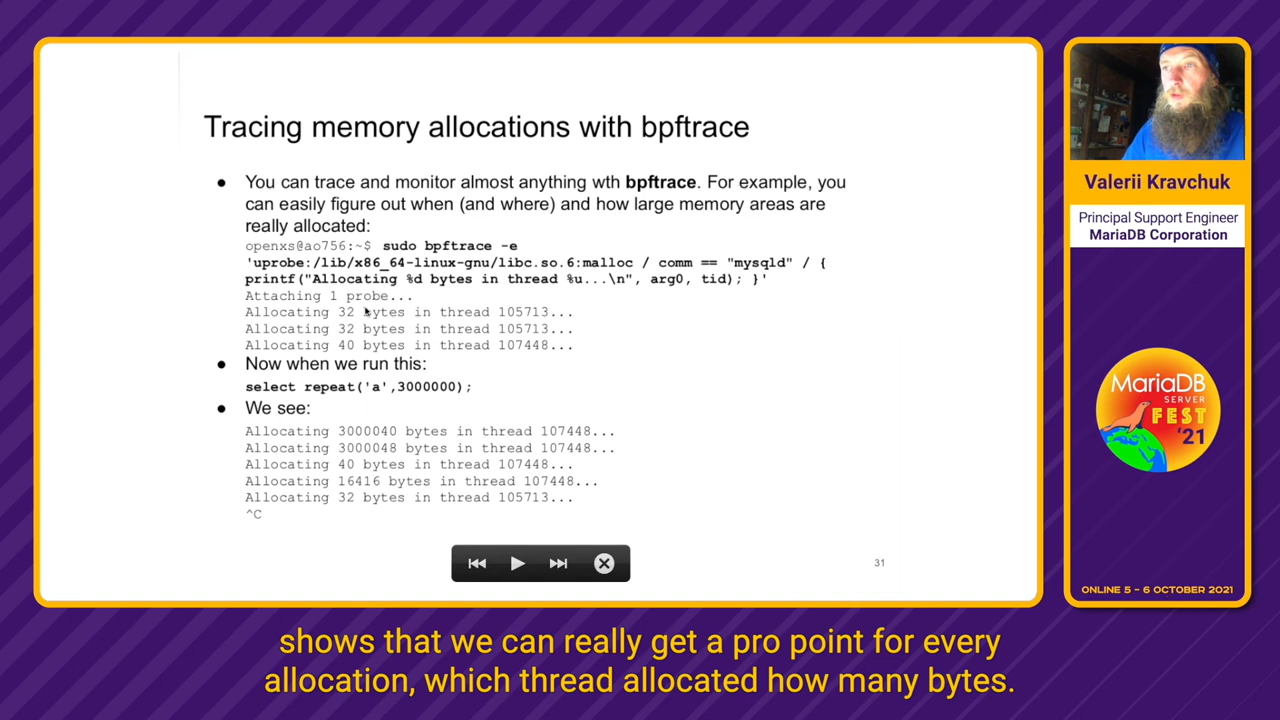 Tracing memory allocations with bpftrace
● You can trace and monitor almost anything wth bpftrace. For example, you
can easily figure out when (and where) and how large memory areas are
really allocated:
openxs@ao756:~$ sudo bpftrace -e
'uprobe:/lib/x86_64-linux-gnu/libc.so.6:malloc / comm == "mysqld" / {
printf("Allocating %d bytes in thread %u...\n", arg0, tid); }'
Attaching 1 probe...
Allocating 32 bytes in thread 105713...
Allocating 32 bytes in thread 105713...
Allocating 40 bytes in thread 107448...
● Now when we run this:
select repeat('a',3000000);
● We see:
Allocating 3000040 bytes in thread 107448...
Allocating 3000048 bytes in thread 107448...
Allocating 40 bytes in thread 107448...
Allocating 16416 bytes in thread 107448...
Allocating 32 bytes in thread 105713...
^C
31
Valerii Kravchuk
Principal Support Engineer
MariaDB Corporation
MariaDB
SERVER
FEST
'21
ONLINE 5 – 6 OCTOBER 2021
shows that we can really get a pro point for every
allocation, which thread allocated how many bytes.